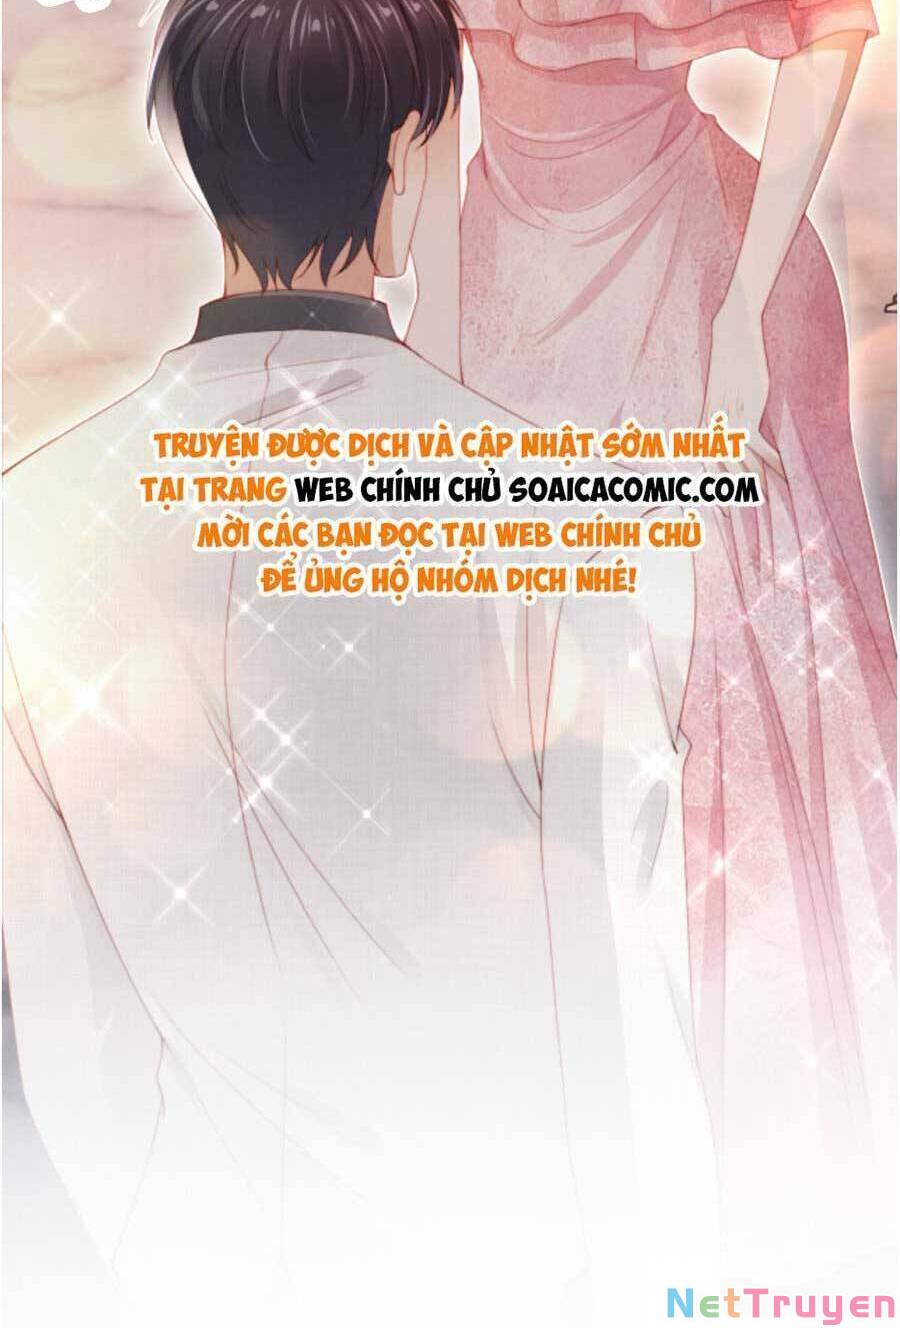 TRUYỆN ĐƯỢC DỊCH VÀ CẬP NHẬT SỚM NHẤT
TẠI TRANG WEB CHÍNH CHỦ SOAICACOMIC.COM
MỜI CÁC BẠN ĐỌC TẠI WEB CHÍNH CHỦ
ĐỂ ỦNG HỘ NHÓM DỊCH NHÉ!
NetTruyen